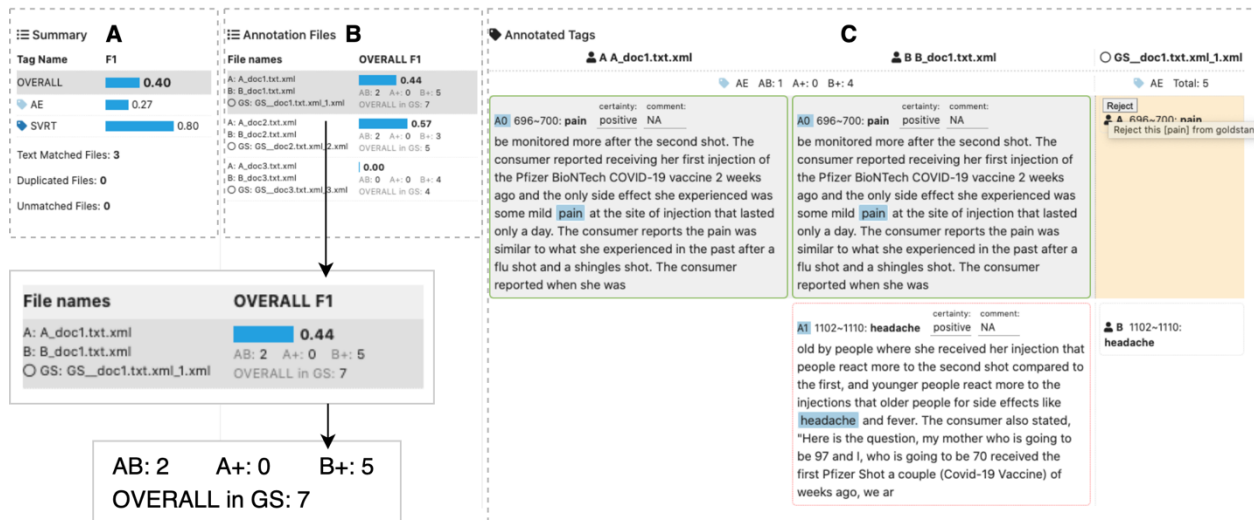 Summary A
Tag Name F1
OVERALL 0.40
AE 0.27
SVRT 0.80
Text Matched Files: 3
Duplicated Files: 0
Unmatched Files: 0
Annotation Files B
File names OVERALL F1
A: A_doc1.txt.xml 0.44
B: B_doc1.txt.xml AB: 2 A+: 0 B+: 5
GS: GS__doc1.txt.xml_1.xml OVERALL in GS: 7
A: A_doc2.txt.xml 0.57
B: B_doc2.txt.xml AB: 2 A+: 0 B+: 3
GS: GS__doc2.txt.xml_2.xml OVERALL in GS: 5
A: A_doc3.txt.xml 0.00
B: B_doc3.txt.xml AB: 0 A+: 0 B+: 4
GS: GS__doc3.txt.xml_3.xml OVERALL in GS: 4
File names OVERALL F1
A: A_doc1.txt.xml 0.44
B: B_doc1.txt.xml AB: 2 A+: 0 B+: 5
GS: GS__doc1.txt.xml_1.xml OVERALL in GS: 7
AB: 2 A+: 0 B+: 5
OVERALL in GS: 7
Annotated Tags C
A A_doc1.txt.xml B B_doc1.txt.xml GS__doc1.txt.xml_1.xml
AE AB: 1 A+: 0 B+: 4 AE Total: 5
certainty: comment:
A0 696~700: pain positive NA
be monitored more after the second shot. The
consumer reported receiving her first injection of
the Pfizer BioNTech COVID-19 vaccine 2 weeks
ago and the only side effect she experienced was
some mild pain at the site of injection that lasted
only a day. The consumer reports the pain was
similar to what she experienced in the past after a
flu shot and a shingles shot. The consumer
reported when she was
certainty: comment:
A0 696~700: pain positive NA
be monitored more after the second shot. The
consumer reported receiving her first injection of
the Pfizer BioNTech COVID-19 vaccine 2 weeks
ago and the only side effect she experienced was
some mild pain at the site of injection that lasted
only a day. The consumer reports the pain was
similar to what she experienced in the past after a
flu shot and a shingles shot. The consumer
reported when she was
Reject
A 696~700: pain
Reject this [pain] from goldstan
certainty: comment:
A1 1102~1110: headache positive NA
old by people where she received her injection that
people react more to the second shot compared to
the first, and younger people react more to the
injections that older people for side effects like
headache and fever. The consumer also stated,
"Here is the question, my mother who is going to
be 97 and I, who is going to be 70 received the
first Pfizer Shot a couple (Covid-19 Vaccine) of
weeks ago, we ar
B 1102~1110:
headache